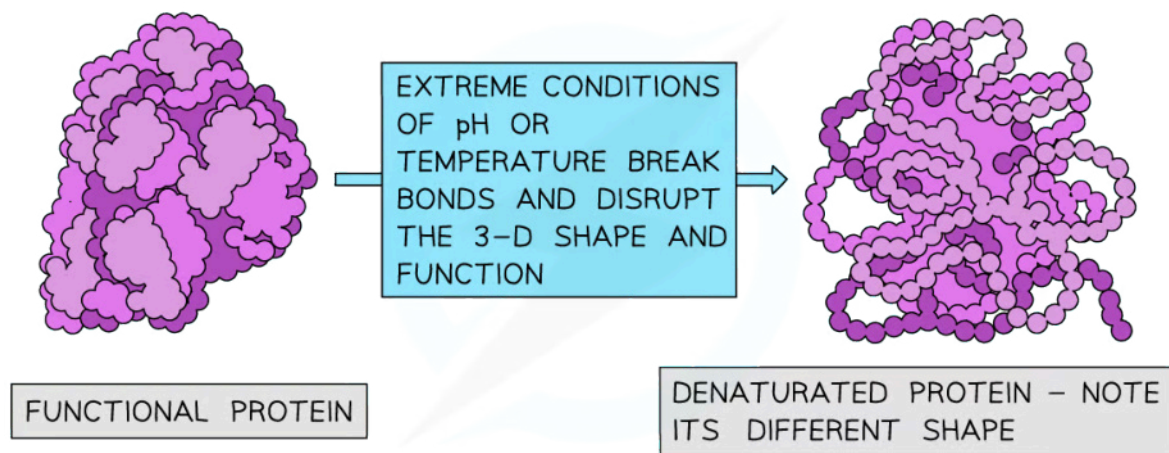 EXTREME CONDITIONS
OF pH OR
TEMPERATURE BREAK
BONDS AND DISRUPT
THE 3-D SHAPE AND
FUNCTION
FUNCTIONAL PROTEIN
DENATURATED PROTEIN – NOTE
ITS DIFFERENT SHAPE